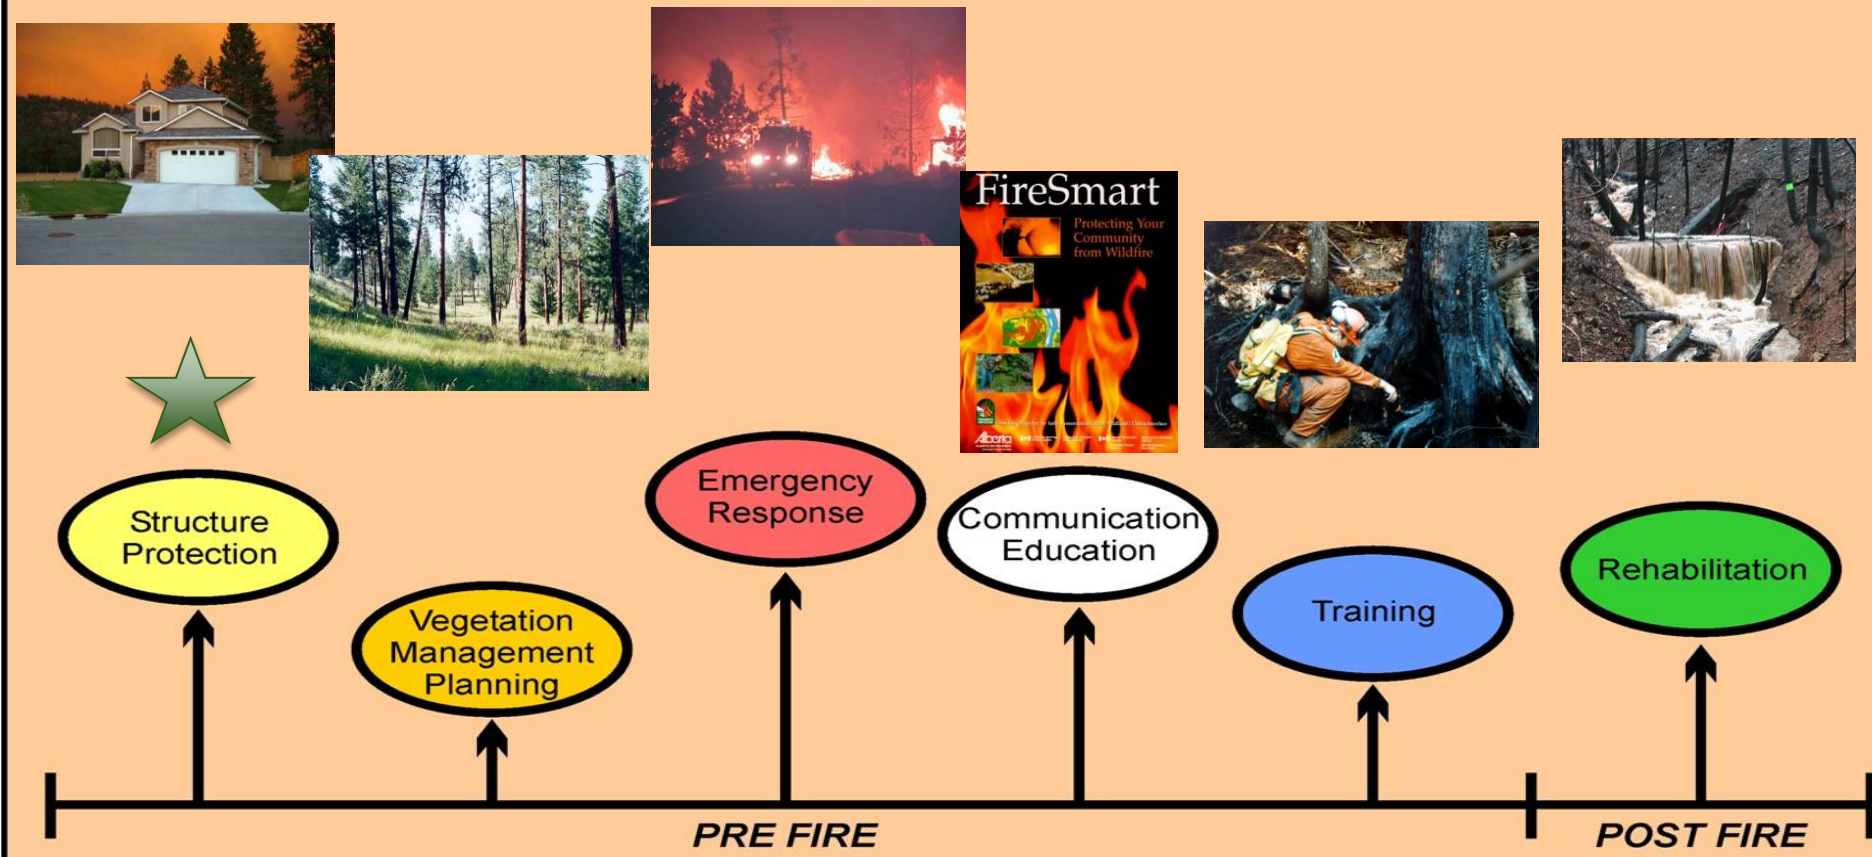 FireSmart
Protecting Your
Community
from Wildfire
Alberta
Structure
Protection
Vegetation
Management
Planning
Emergency
Response
Communication
Education
Training
Rehabilitation
PRE FIRE
POST FIRE